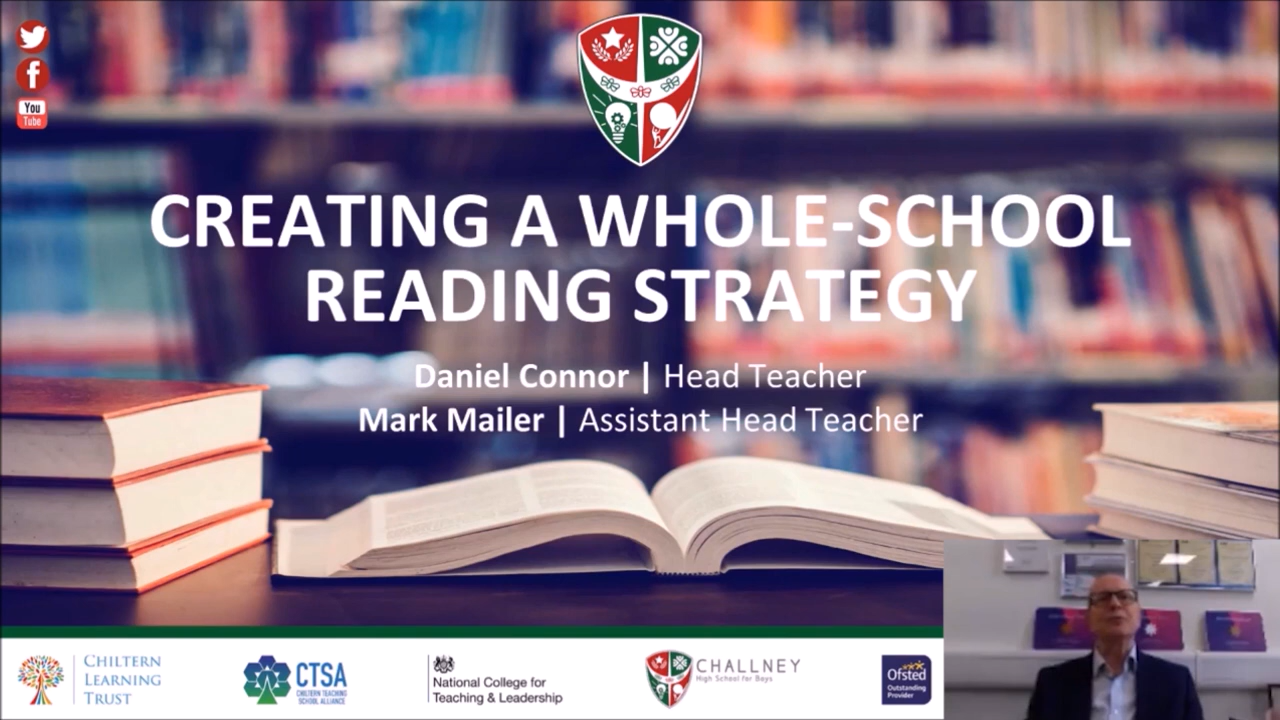 You
Tube
CREATING A WHOLE-SCHOOL
READING STRATEGY
Daniel Connor | Head Teacher
Mark Mailer | Assistant Head Teacher
CHILTERN
LEARNING
TRUST
CTSA
CHILTERN TEACHING
SCHOOL ALLIANCE
National College for
Teaching & Leadership
CHALLNEY
High School for Boys
Ofsted
Outstanding
Provider